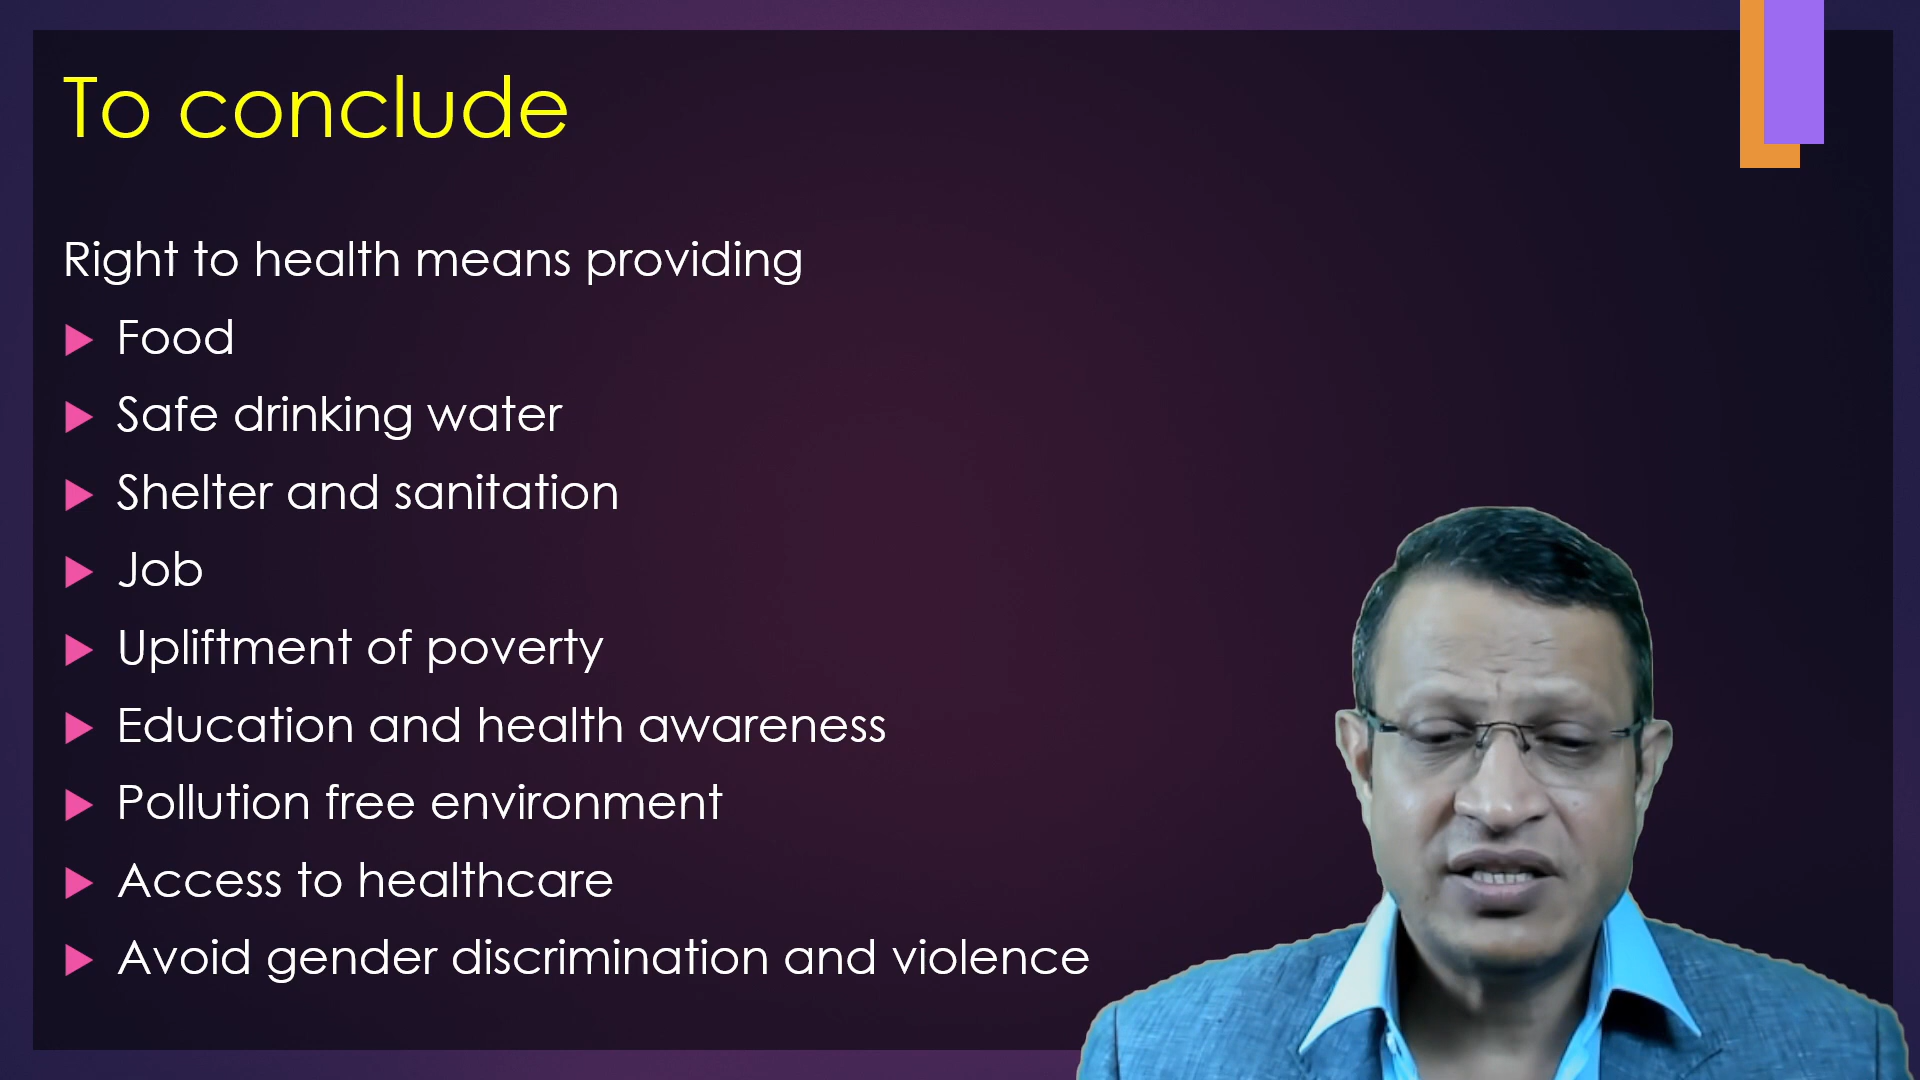 To conclude
Right to health means providing
Food
Safe drinking water
Shelter and sanitation
Job
Upliftment of poverty
Education and health awareness
Pollution free environment
Access to healthcare
Avoid gender discrimination and violence